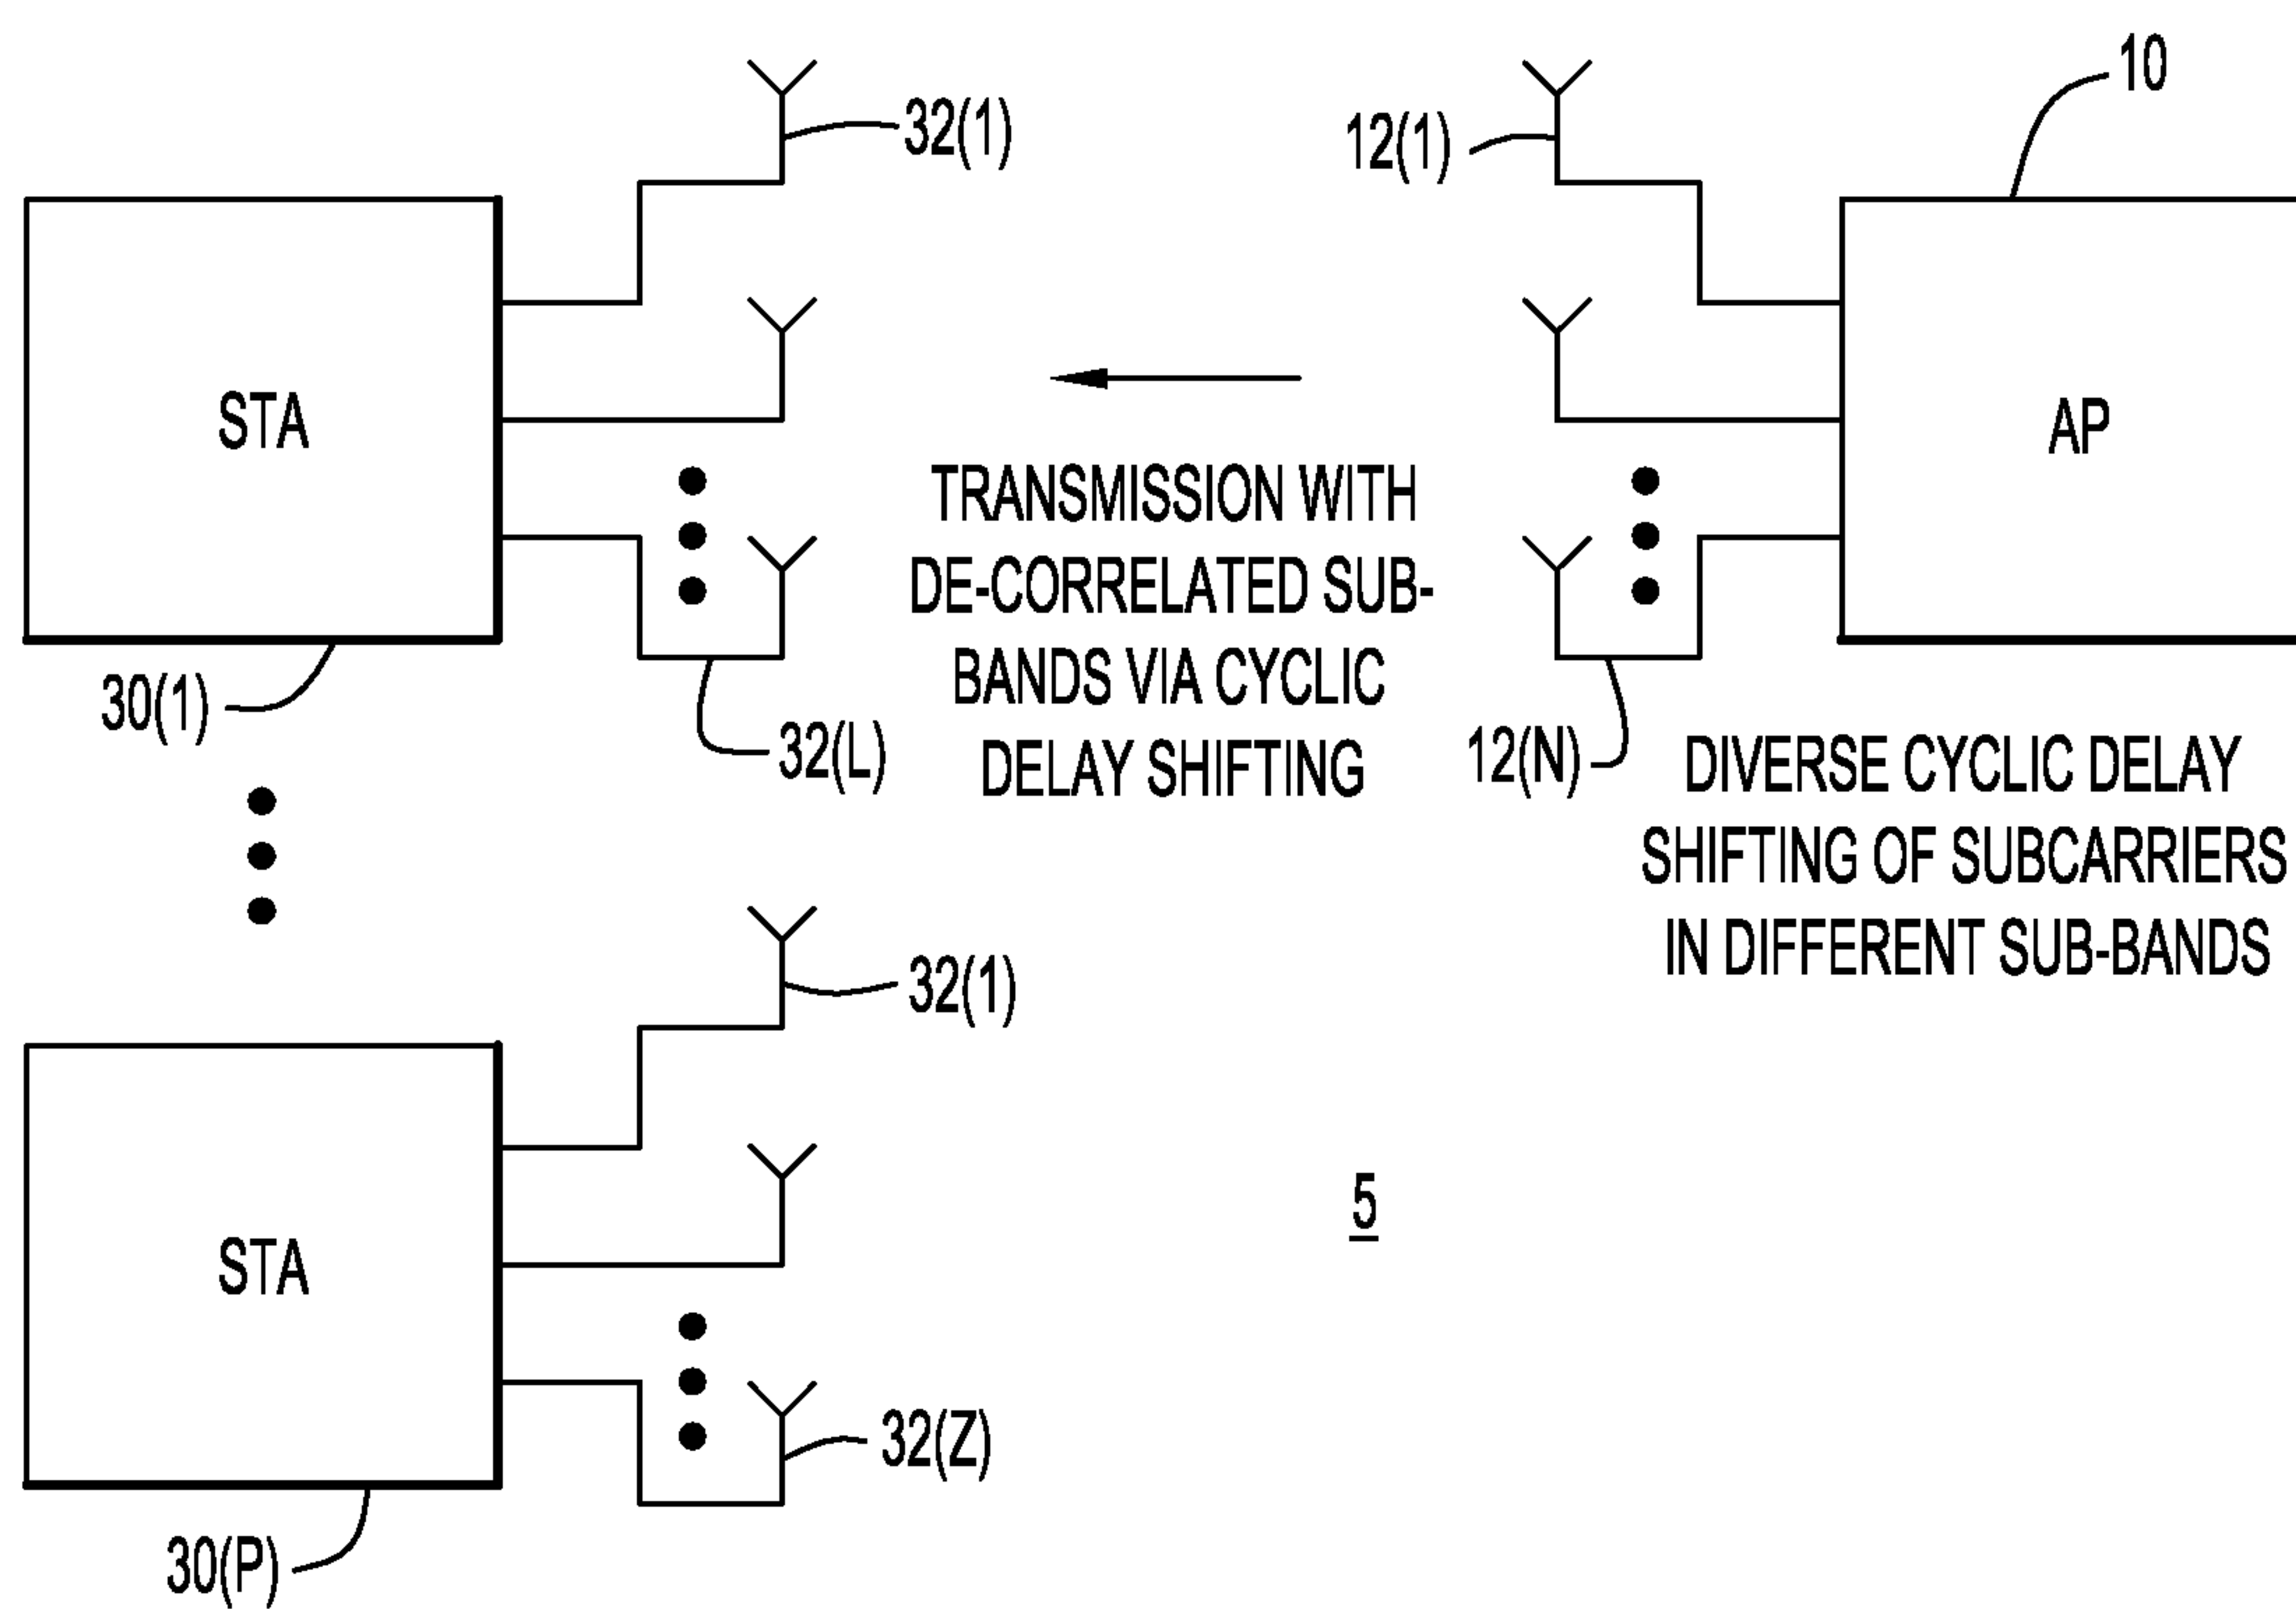 10
32(1)
12(1)
STA
AP
TRANSMISSION WITH
DE-CORRELATED SUB-
BANDS VIA CYCLIC
DELAY SHIFTING
30(1)
32(L)
12(N)
DIVERSE CYCLIC DELAY
SHIFTING OF SUBCARRIERS
IN DIFFERENT SUB-BANDS
32(1)
STA
5
32(Z)
30(P)